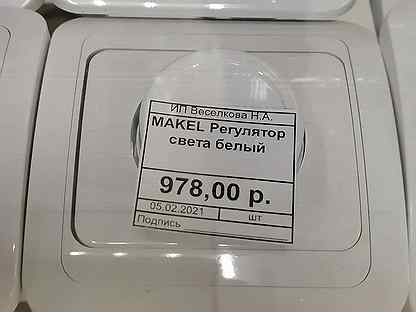 ИП Веселкова Н.А.
MAKEL Регулятор
света белый
978,00 р.
05.02.2021 шт
Подпись